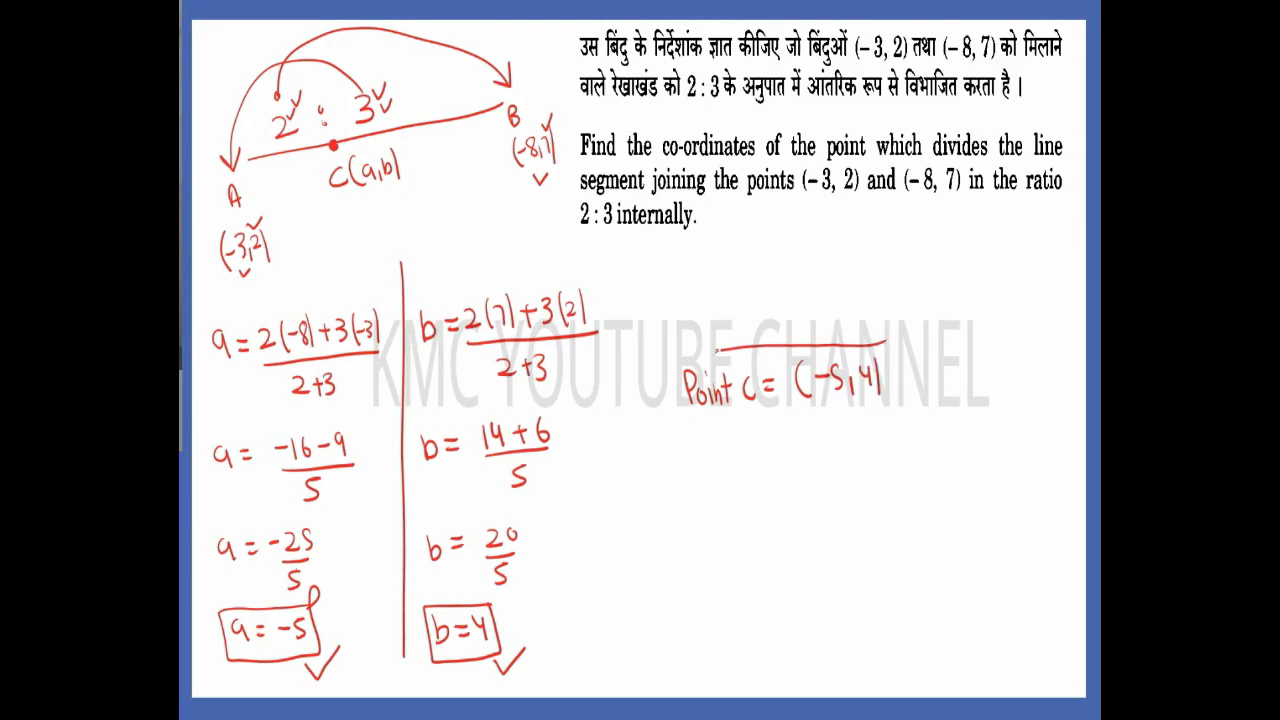 उस बिंदु के निर्देशांक ज्ञात कीजिए जो बिंदुओं (– 3, 2) तथा (– 8, 7) को मिलाने
वाले रेखाखंड को 2 : 3 के अनुपात में आंतरिक रूप से विभाजित करता है ।
Find the co-ordinates of the point which divides the line
segment joining the points (– 3, 2) and (– 8, 7) in the ratio
2 : 3 internally.
2 : 3
A
(-3,2)
C(a,b)
B
(-8,7)
a = 2(-8)+3(-3)
2+3
a = -16-9
5
a = -25
5
a = -5
b = 2(7)+3(2)
2+3
b = 14+6
5
b = 20
5
b=4
Point C = (-5,4)
KMC YOUTUBE CHANNEL